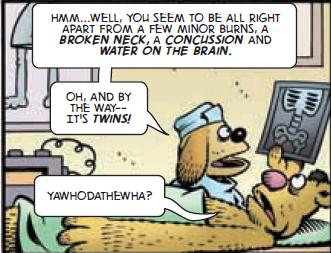 HMM...WELL, YOU SEEM TO BE ALL RIGHT
APART FROM A FEW MINOR BURNS, A
BROKEN NECK, A CONCUSSION AND
WATER ON THE BRAIN.
OH, AND BY
THE WAY--
IT'S TWINS!
YAWHODATHEWHA?